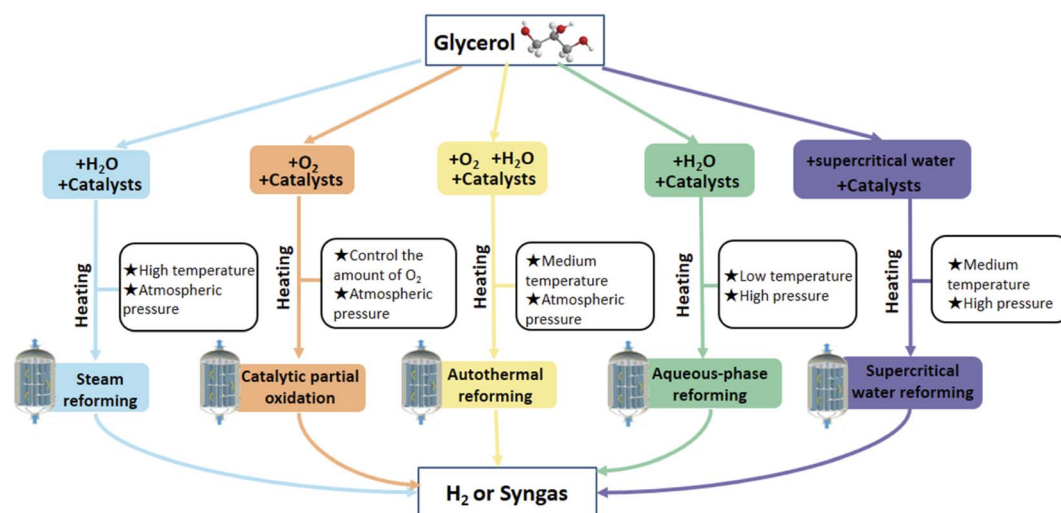 Glycerol
+H₂O
+Catalysts
+O₂
+Catalysts
+O₂ +H₂O
+Catalysts
+H₂O
+Catalysts
+supercritical water
+Catalysts
Heating
★High temperature
★Atmospheric
pressure
Heating
★Control the
amount of O₂
★Atmospheric
pressure
Heating
★Medium
temperature
★Atmospheric
pressure
Heating
★Low temperature
★High pressure
Heating
★Medium
temperature
★High pressure
Steam
reforming
Catalytic partial
oxidation
Autothermal
reforming
Aqueous-phase
reforming
Supercritical
water reforming
H₂ or Syngas